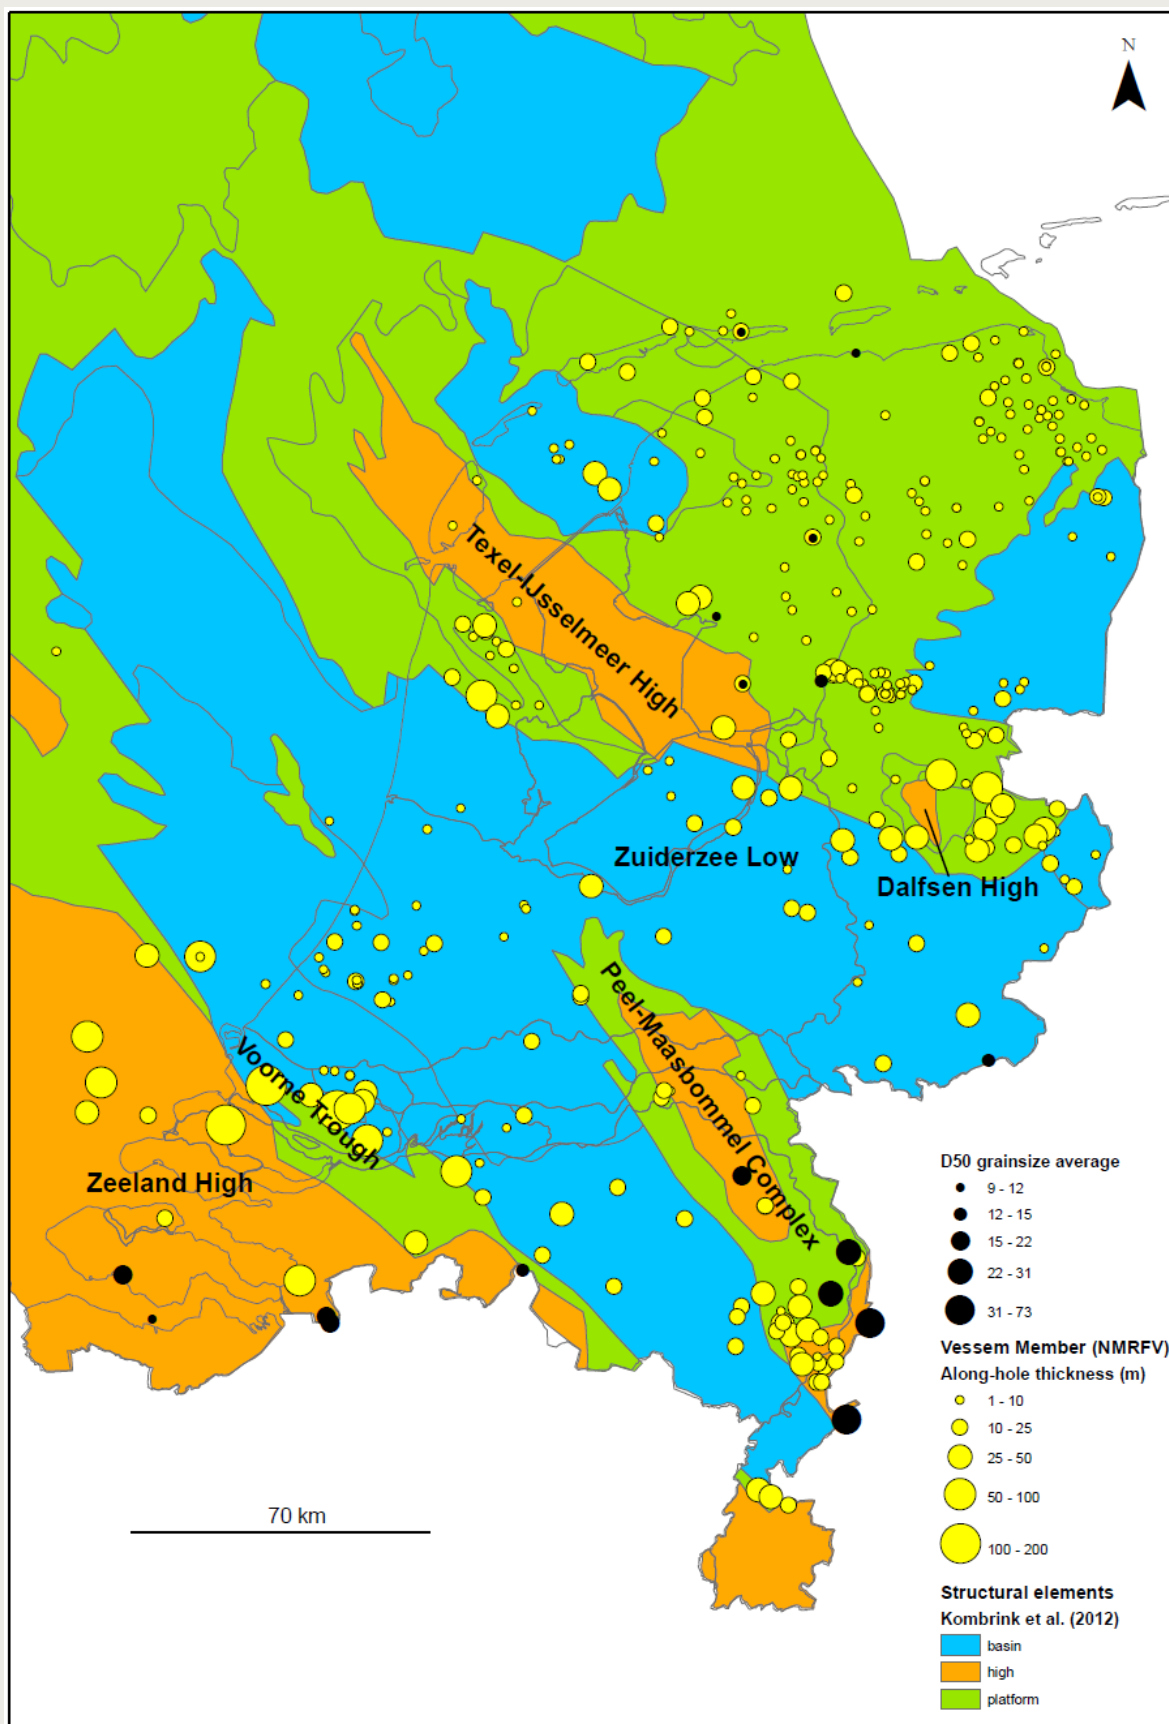 N
Texel-IJsselmeer High
Zuiderzee Low
Dalfsen High
Peel-Maasbommel Complex
Voorne Trough
Zeeland High
D50 grainsize average
9 - 12
12 - 15
15 - 22
22 - 31
31 - 73
Vessem Member (NMRFV)
Along-hole thickness (m)
1 - 10
10 - 25
25 - 50
50 - 100
100 - 200
70 km
Structural elements
Kombrink et al. (2012)
basin
high
platform